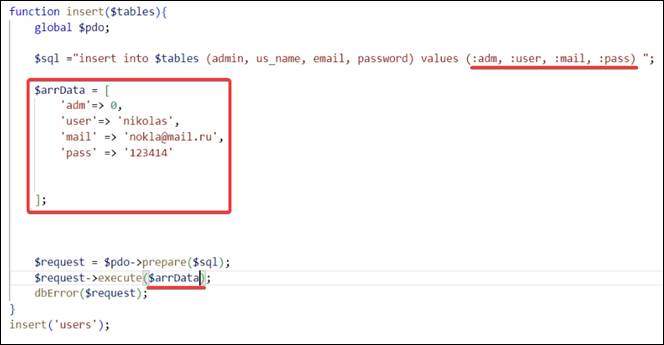 function insert($tables){
global $pdo;
$sql ="insert into $tables (admin, us_name, email, password) values (:adm, :user, :mail, :pass) ";
$arrData = [
'adm'=> 0,
'user'=> 'nikolas',
'mail' => 'nokla@mail.ru',
'pass' => '123414'
];
$request = $pdo->prepare($sql);
$request->execute($arrData);
dbError($request);
}
insert('users');